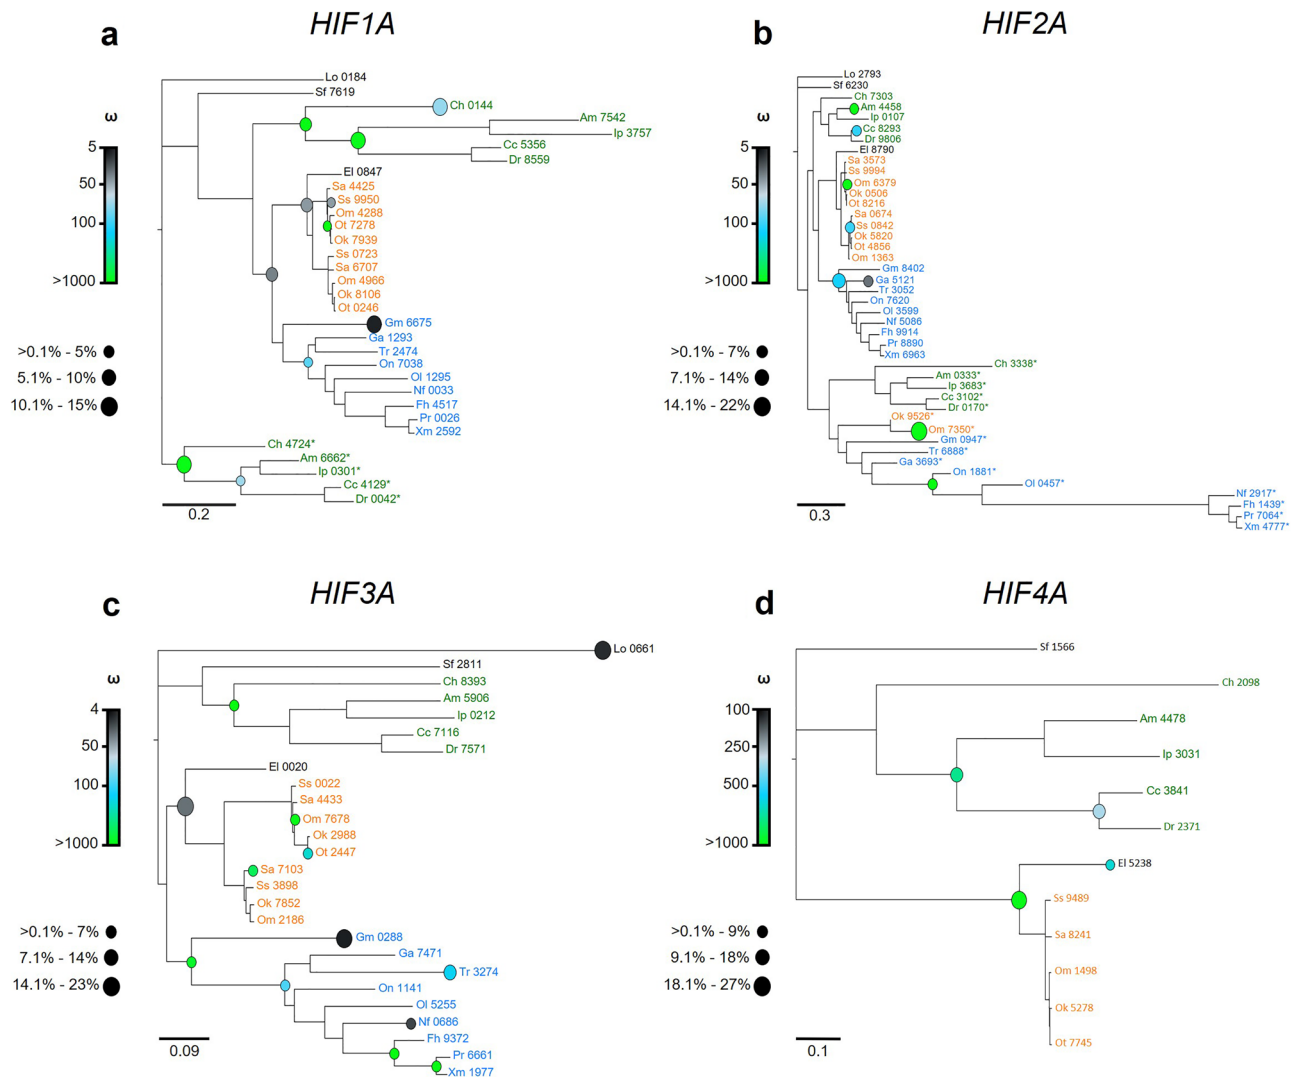 a
HIF1A
ω
5
50
100
>1000
>0.1% - 5%
5.1% - 10%
10.1% - 15%
Lo 0184
Sf 7619
Ch 0144
Am 7542
Ip 3757
Cc 5356
Dr 8559
El 0847
Sa 4425
Ss 9950
Om 4288
Ot 7278
Ok 7939
Ss 0723
Sa 6707
Om 4966
Ok 8106
Ot 0246
Gm 6675
Ga 1293
Tr 2474
On 7038
Ol 1295
Nf 0033
Fh 4517
Pr 0026
Xm 2592
Ch 4724*
Am 6662*
Ip 0301*
Cc 4129*
Dr 0042*
0.2
b
HIF2A
ω
5
50
100
>1000
>0.1% - 7%
7.1% - 14%
14.1% - 22%
Lo 2793
Sf 6230
Ch 7303
Am 4458
Ip 0107
Cc 8293
Dr 9806
El 8790
Sa 3573
Ss 9994
Om 6379
Ok 0506
Ot 8216
Sa 0674
Ss 0842
Ok 5820
Ot 4856
Om 1363
Gm 8402
Ga 5121
Tr 3052
On 7620
Ol 3599
Nf 5086
Fh 9914
Pr 8890
Xm 6963
Ch 3338*
Am 0333*
Ip 3683*
Cc 3102*
Dr 0170*
Ok 9526*
Om 7350*
Gm 0947*
Tr 6888*
Ga 3693*
On 1881*
Ol 0457*
Nf 2917*
Fh 1439*
Pr 7064*
Xm 4777*
0.3
c
HIF3A
ω
4
50
100
>1000
>0.1% - 7%
7.1% - 14%
14.1% - 23%
Lo 0661
Sf 2811
Ch 8393
Am 5906
Ip 0212
Cc 7116
Dr 7571
El 0020
Ss 0022
Sa 4433
Om 7678
Ok 2988
Ot 2447
Sa 7103
Ss 3898
Ok 7852
Om 2186
Gm 0288
Ga 7471
Tr 3274
On 1141
Ol 5255
Nf 0686
Fh 9372
Pr 6661
Xm 1977
0.09
d
HIF4A
ω
100
250
500
>1000
>0.1% - 9%
9.1% - 18%
18.1% - 27%
Sf 1566
Ch 2098
Am 4478
Ip 3031
Cc 3841
Dr 2371
El 5238
Ss 9489
Sa 8241
Om 1498
Ok 5278
Ot 7745
0.1